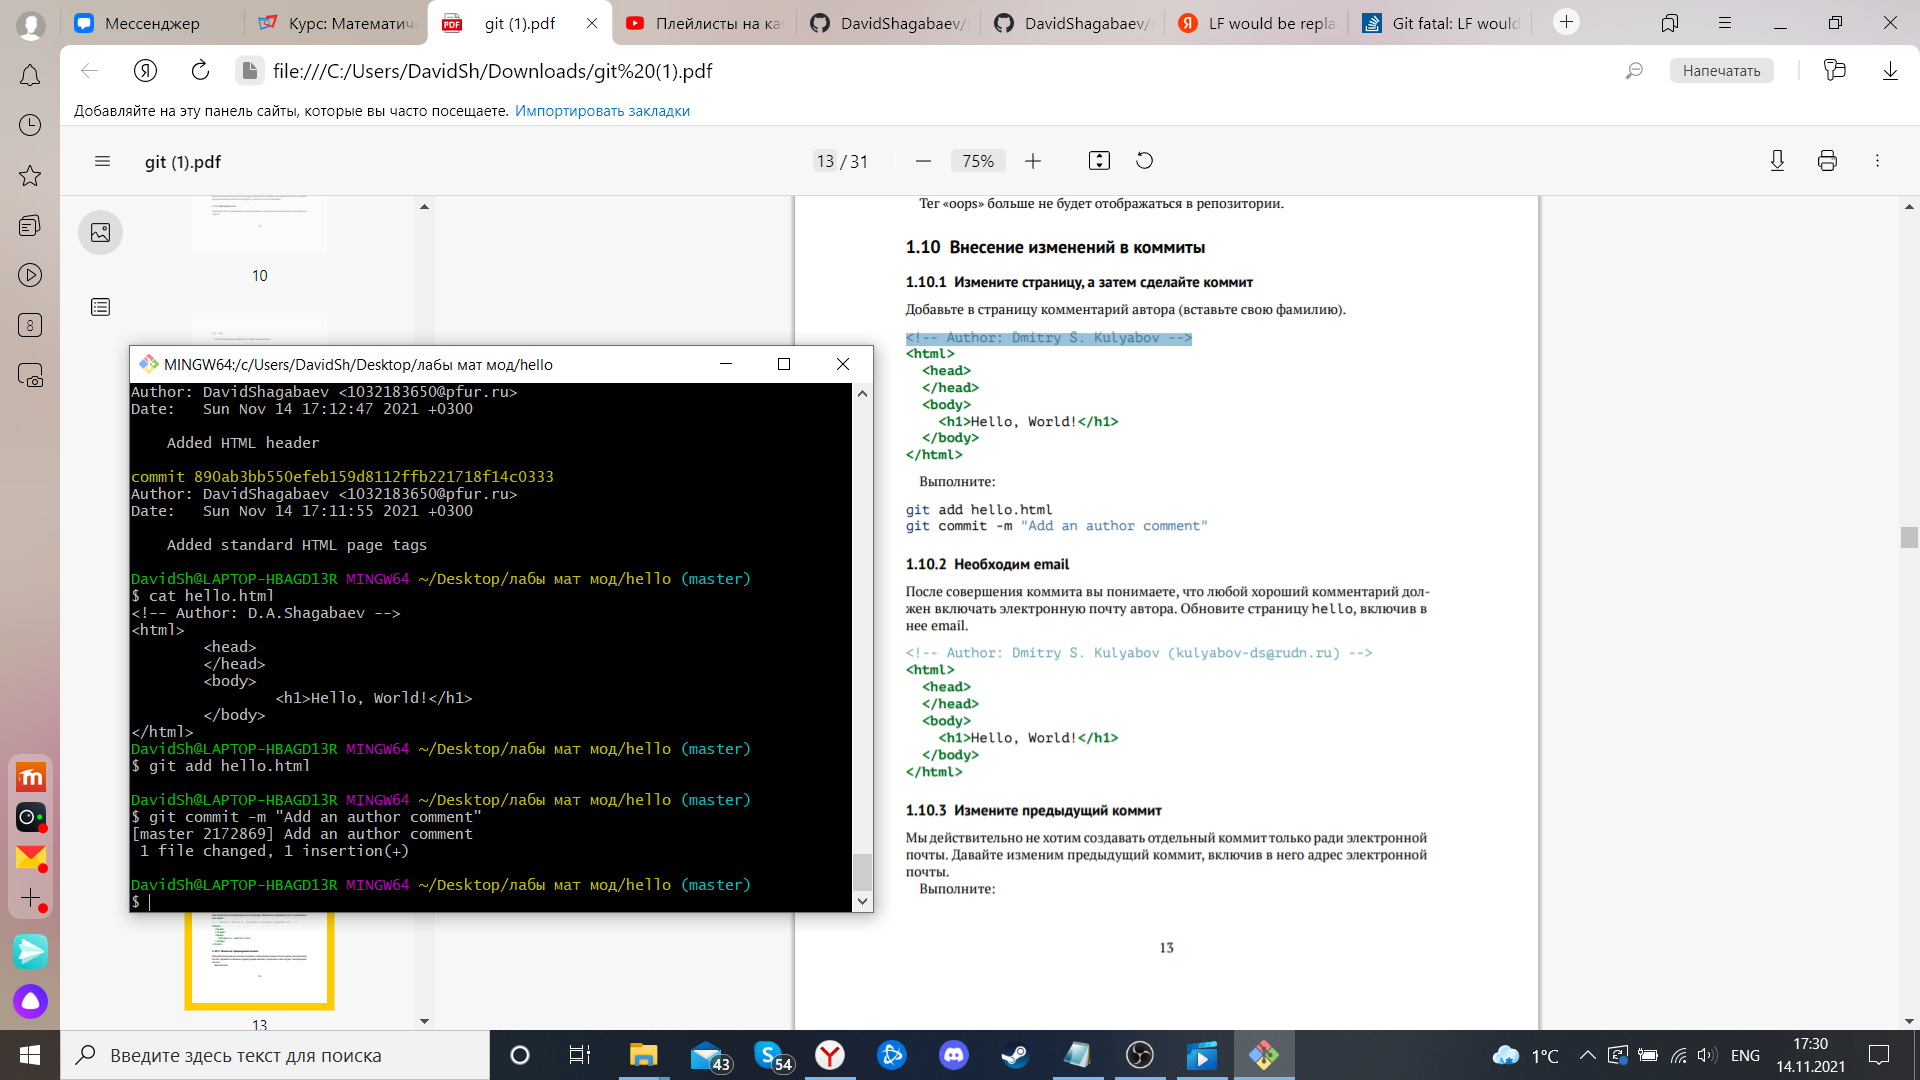 Мессенджер
Курс: Математич
git (1).pdf
Плейлисты на ка
DavidShagabaev/
DavidShagabaev/
LF would be repla
Git fatal: LF would
file:///C:/Users/DavidSh/Downloads/git%20(1).pdf
Напечатать
Добавляйте на эту панель сайты, которые вы часто посещаете. Импортировать закладки
git (1).pdf
13 / 31
75%
10
13
8
Тег «oops» больше не будет отображаться в репозитории.
1.10 Внесение изменений в коммиты
1.10.1 Измените страницу, а затем сделайте коммит
Добавьте в страницу комментарий автора (вставьте свою фамилию).
<!-- Author: Dmitry S. Kulyabov -->
<html>
<head>
</head>
<body>
<h1>Hello, World!</h1>
</body>
</html>
Выполните:
git add hello.html
git commit -m "Add an author comment"
1.10.2 Необходим email
После совершения коммита вы понимаете, что любой хороший комментарий дол-
жен включать электронную почту автора. Обновите страницу hello, включив в
нее email.
<!-- Author: Dmitry S. Kulyabov (kulyabov-ds@rudn.ru) -->
<html>
<head>
</head>
<body>
<h1>Hello, World!</h1>
</body>
</html>
1.10.3 Измените предыдущий коммит
Мы действительно не хотим создавать отдельный коммит только ради электронной
почты. Давайте изменим предыдущий коммит, включив в него адрес электронной
почты.
Выполните:
13
MINGW64:/c/Users/DavidSh/Desktop/лабы мат мод/hello
Author: DavidShagabaev <1032183650@pfur.ru>
Date:   Sun Nov 14 17:12:47 2021 +0300
Added HTML header
commit 890ab3bb550efeb159d8112ffb221718f14c0333
Author: DavidShagabaev <1032183650@pfur.ru>
Date:   Sun Nov 14 17:11:55 2021 +0300
Added standard HTML page tags
DavidSh@LAPTOP-HBAGD13R MINGW64 ~/Desktop/лабы мат мод/hello (master)
$ cat hello.html
<!-- Author: D.A.Shagabaev -->
<html>
<head>
</head>
<body>
<h1>Hello, World!</h1>
</body>
</html>
DavidSh@LAPTOP-HBAGD13R MINGW64 ~/Desktop/лабы мат мод/hello (master)
$ git add hello.html
DavidSh@LAPTOP-HBAGD13R MINGW64 ~/Desktop/лабы мат мод/hello (master)
$ git commit -m "Add an author comment"
[master 2172869] Add an author comment
1 file changed, 1 insertion(+)
DavidSh@LAPTOP-HBAGD13R MINGW64 ~/Desktop/лабы мат мод/hello (master)
$
Введите здесь текст для поиска
43
54
1°C
ENG
17:30
14.11.2021